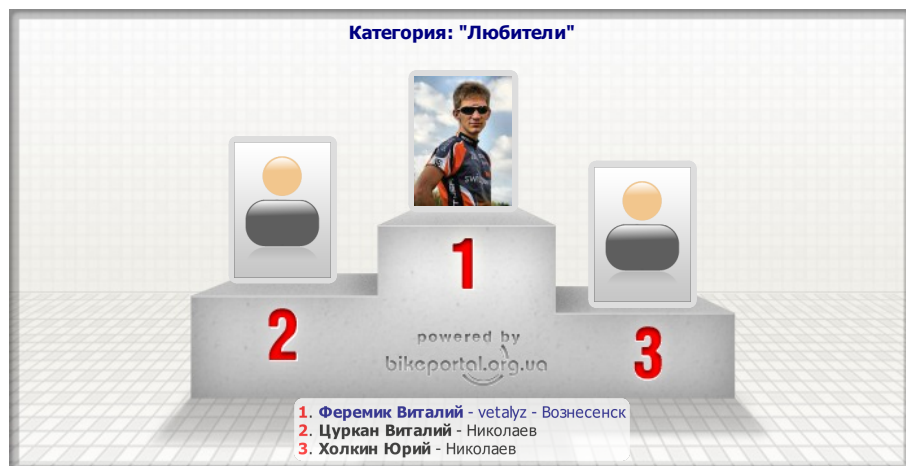 Категория: "Любители"
1
2
3
powered by
bikeportal.org.ua
1. Феремик Виталий - vetalyz - Вознесенск
2. Цуркан Виталий - Николаев
3. Холкин Юрий - Николаев